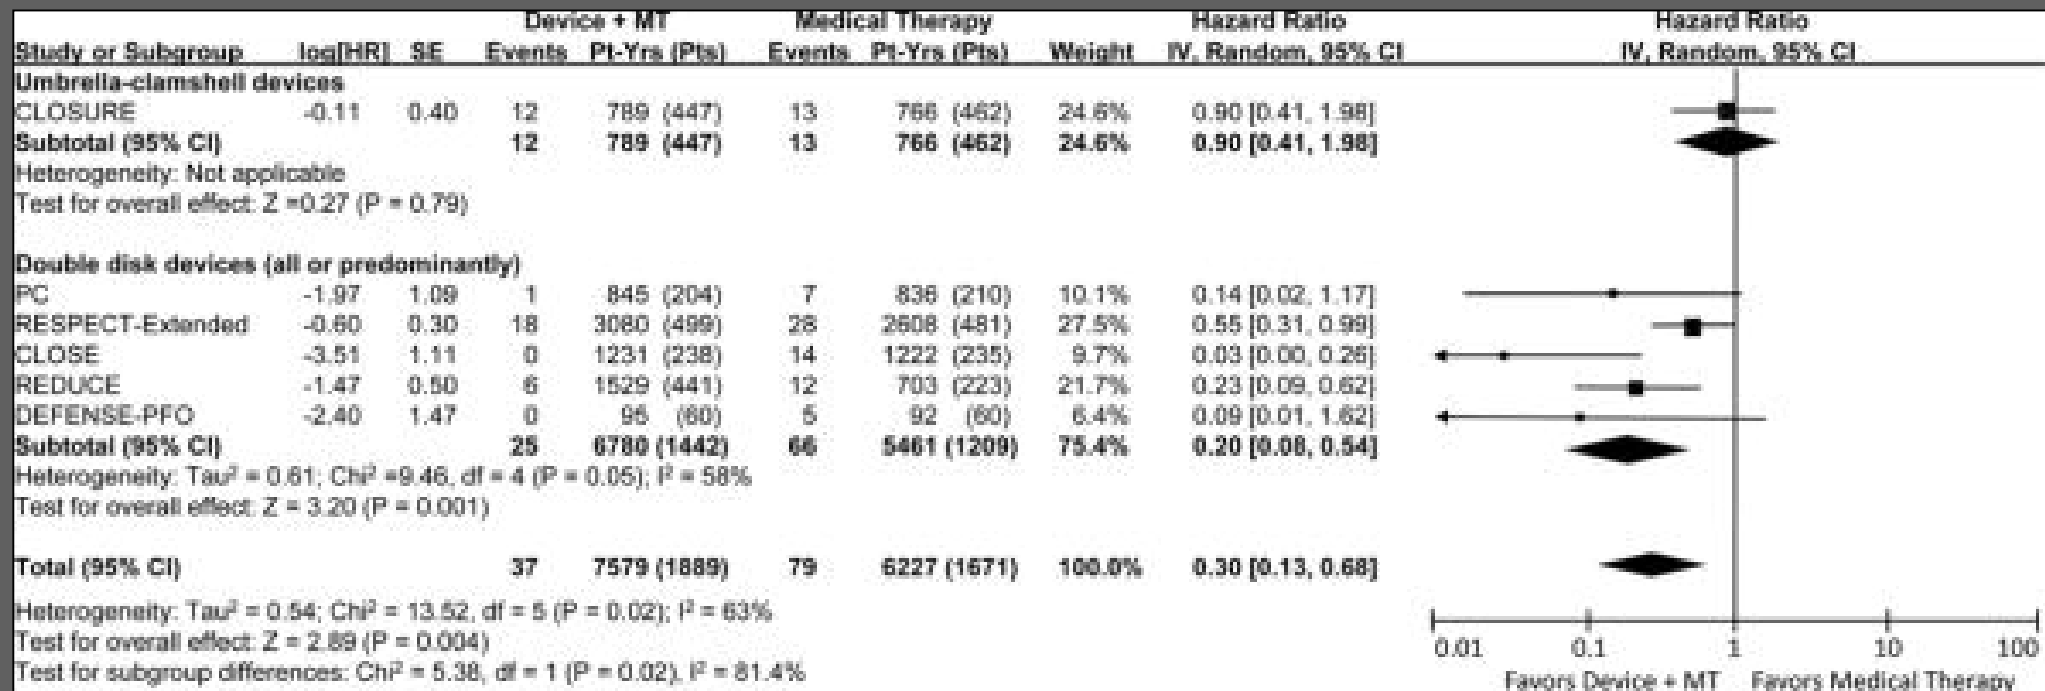 Device + MT Medical Therapy Hazard Ratio Hazard Ratio
Study or Subgroup log[HR] SE Events Pt-Yrs (Pts) Events Pt-Yrs (Pts) Weight IV, Random, 95% CI IV, Random, 95% CI
Umbrella-clamshell devices
CLOSURE -0.11 0.40 12 789 (447) 13 766 (462) 24.6% 0.90 [0.41, 1.98]
Subtotal (95% CI) 12 789 (447) 13 766 (462) 24.6% 0.90 [0.41, 1.98]
Heterogeneity: Not applicable
Test for overall effect: Z =0.27 (P = 0.79)
Double disk devices (all or predominantly)
PC -1.97 1.09 1 845 (204) 7 836 (210) 10.1% 0.14 [0.02, 1.17]
RESPECT-Extended -0.60 0.30 18 3080 (499) 28 2608 (481) 27.5% 0.55 [0.31, 0.99]
CLOSE -3.51 1.11 0 1231 (238) 14 1222 (235) 9.7% 0.03 [0.00, 0.26]
REDUCE -1.47 0.50 6 1529 (441) 12 703 (223) 21.7% 0.23 [0.09, 0.62]
DEFENSE-PFO -2.40 1.47 0 95 (60) 5 92 (60) 6.4% 0.09 [0.01, 1.62]
Subtotal (95% CI) 25 6780 (1442) 66 5461 (1209) 75.4% 0.20 [0.08, 0.54]
Heterogeneity: Tau² = 0.61; Chi² =9.46, df = 4 (P = 0.05); I² = 58%
Test for overall effect: Z = 3.20 (P = 0.001)
Total (95% CI) 37 7579 (1889) 79 6227 (1671) 100.0% 0.30 [0.13, 0.68]
Heterogeneity: Tau² = 0.54; Chi² = 13.52, df = 5 (P = 0.02); I² = 63%
Test for overall effect: Z = 2.89 (P = 0.004)
Test for subgroup differences: Chi² = 5.38, df = 1 (P = 0.02), I² = 81.4%
0.01 0.1 1 10 100
Favors Device + MT Favors Medical Therapy